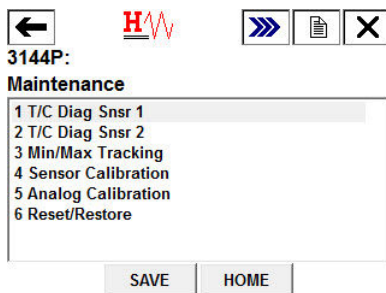 H
3144P:
Maintenance
1 T/C Diag Snsr 1
2 T/C Diag Snsr 2
3 Min/Max Tracking
4 Sensor Calibration
5 Analog Calibration
6 Reset/Restore
SAVE HOME